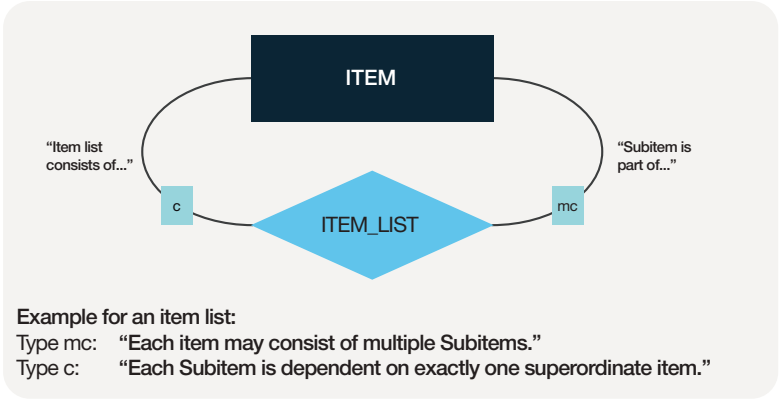 ITEM
“Item list
consists of...”
“Subitem is
part of...”
c
mc
ITEM_LIST
Example for an item list:
Type mc: “Each item may consist of multiple Subitems.”
Type c: “Each Subitem is dependent on exactly one superordinate item.”